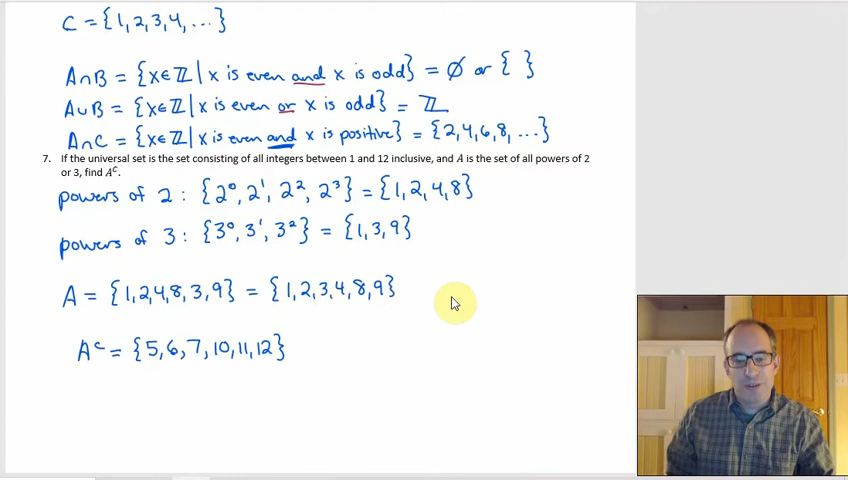 C = {1, 2, 3, 4, ...}
A∩B = {x∈ℤ | x is even and x is odd} = ∅ or { }
A∪B = {x∈ℤ | x is even or x is odd} = ℤ
A∩C = {x∈ℤ | x is even and x is positive} = {2, 4, 6, 8, ...}
7. If the universal set is the set consisting of all integers between 1 and 12 inclusive, and A is the set of all powers of 2
or 3, find Aᶜ.
powers of 2 : {2⁰, 2¹, 2², 2³} = {1, 2, 4, 8}
powers of 3 : {3⁰, 3¹, 3²} = {1, 3, 9}
A = {1, 2, 4, 8, 3, 9} = {1, 2, 3, 4, 8, 9}
Aᶜ = {5, 6, 7, 10, 11, 12}